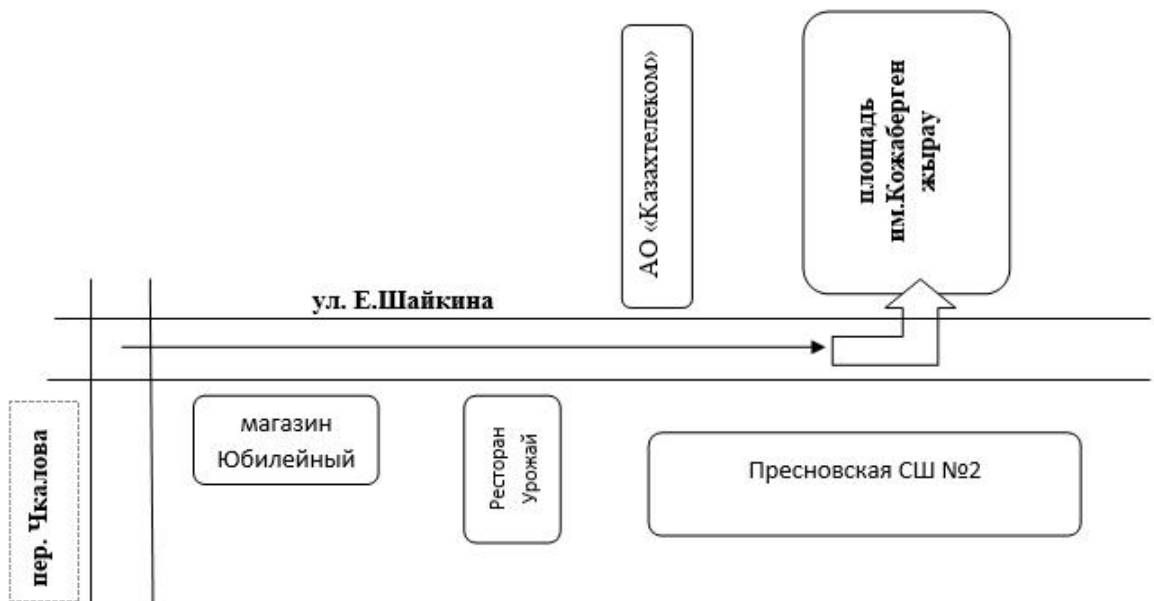 АО «Казахтелеком»
площадь
им.Кожаберген
жырау
ул. Е.Шайкина
пер. Чкалова
магазин
Юбилейный
Ресторан
Урожай
Пресновская СШ №2